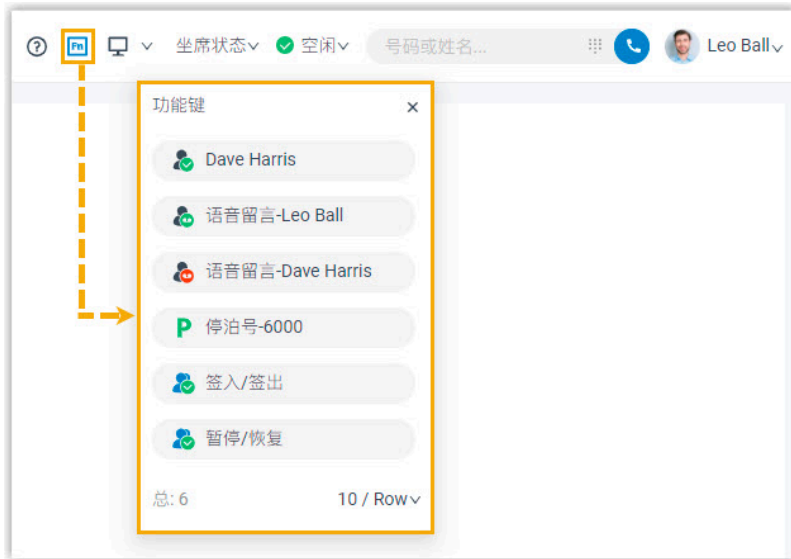 ? Fn 坐席状态 空闲 号码或姓名... Leo Ball
功能键 ×
Dave Harris
语音留言-Leo Ball
语音留言-Dave Harris
P 停泊号-6000
签入/签出
暂停/恢复
总: 6 10 / Row